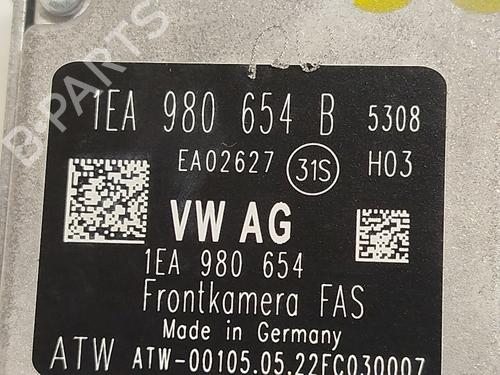 B-PARTS
1EA 980 654 B 5308
EA02627 31S H03
VW AG
1EA 980 654
Frontkamera FAS
Made in Germany
ATW ATW-00105.05.22FC030007